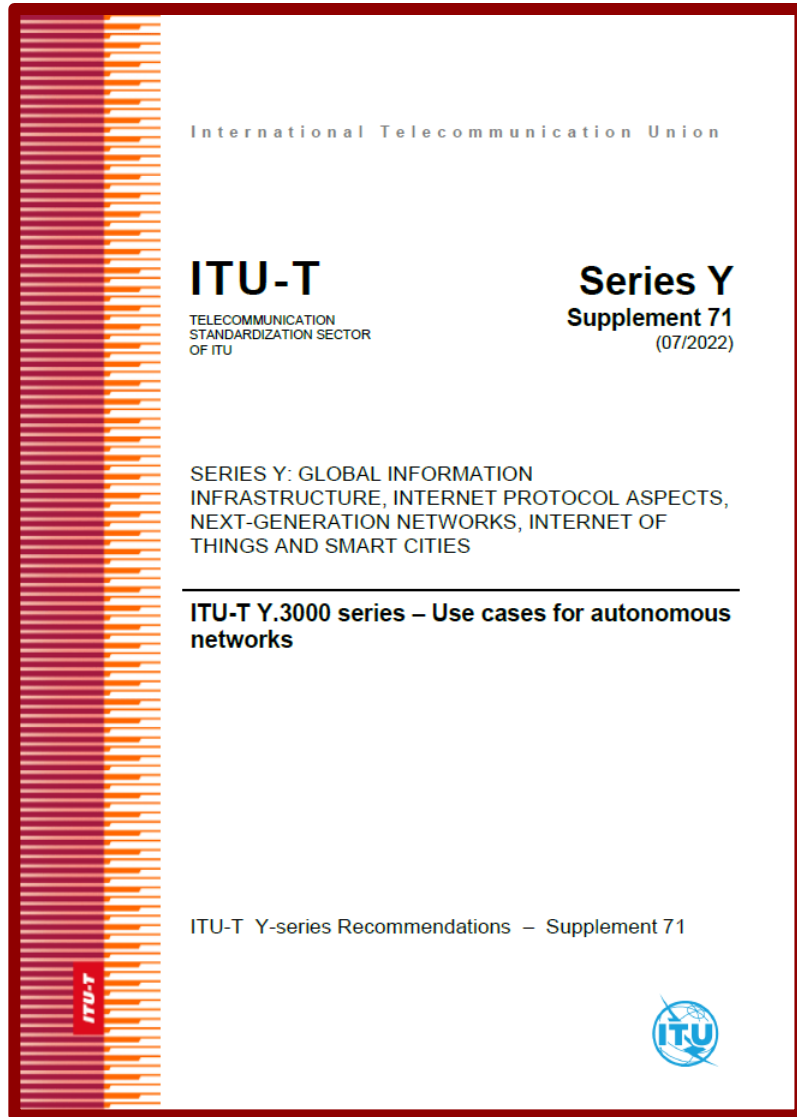 International Telecommunication Union
ITU-T
TELECOMMUNICATION
STANDARDIZATION SECTOR
OF ITU
Series Y
Supplement 71
(07/2022)
SERIES Y: GLOBAL INFORMATION
INFRASTRUCTURE, INTERNET PROTOCOL ASPECTS,
NEXT-GENERATION NETWORKS, INTERNET OF
THINGS AND SMART CITIES
ITU-T Y.3000 series – Use cases for autonomous
networks
ITU-T Y-series Recommendations – Supplement 71
ITU-T
ITU